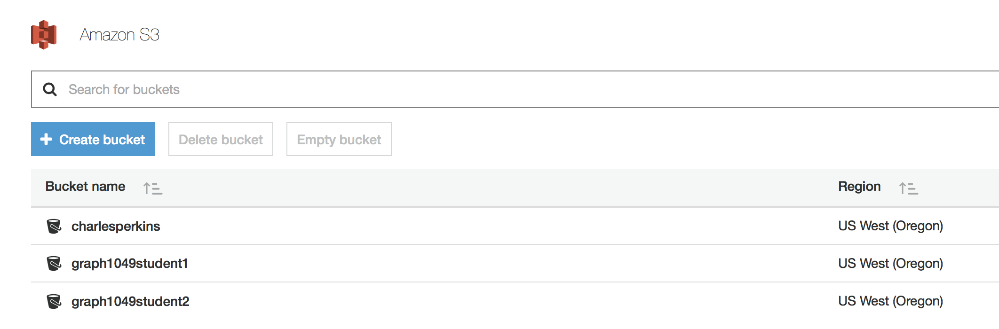 Amazon S3
Search for buckets
Create bucket Delete bucket Empty bucket
Bucket name Region
charlesperkins US West (Oregon)
graph1049student1 US West (Oregon)
graph1049student2 US West (Oregon)